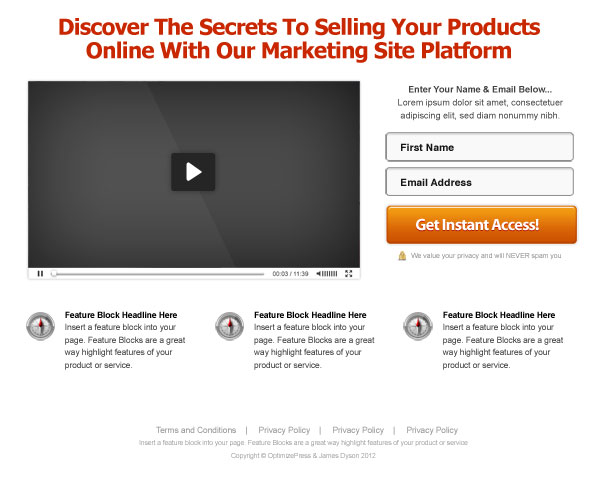 Discover The Secrets To Selling Your Products
Online With Our Marketing Site Platform
Enter Your Name & Email Below...
Lorem ipsum dolor sit amet, consectetuer
adipiscing elit, sed diam nonummy nibh.
First Name
Email Address
Get Instant Access!
We value your privacy and will NEVER spam you
00:03 / 11:39
Feature Block Headline Here
Insert a feature block into your
page. Feature Blocks are a great
way highlight features of your
product or service.
Feature Block Headline Here
Insert a feature block into your
page. Feature Blocks are a great
way highlight features of your
product or service.
Feature Block Headline Here
Insert a feature block into your
page. Feature Blocks are a great
way highlight features of your
product or service.
Terms and Conditions | Privacy Policy | Privacy Policy | Privacy Policy
Insert a feature block into your page. Feature Blocks are a great way highlight features of your product or service
Copyright © OptimizePress & James Dyson 2012